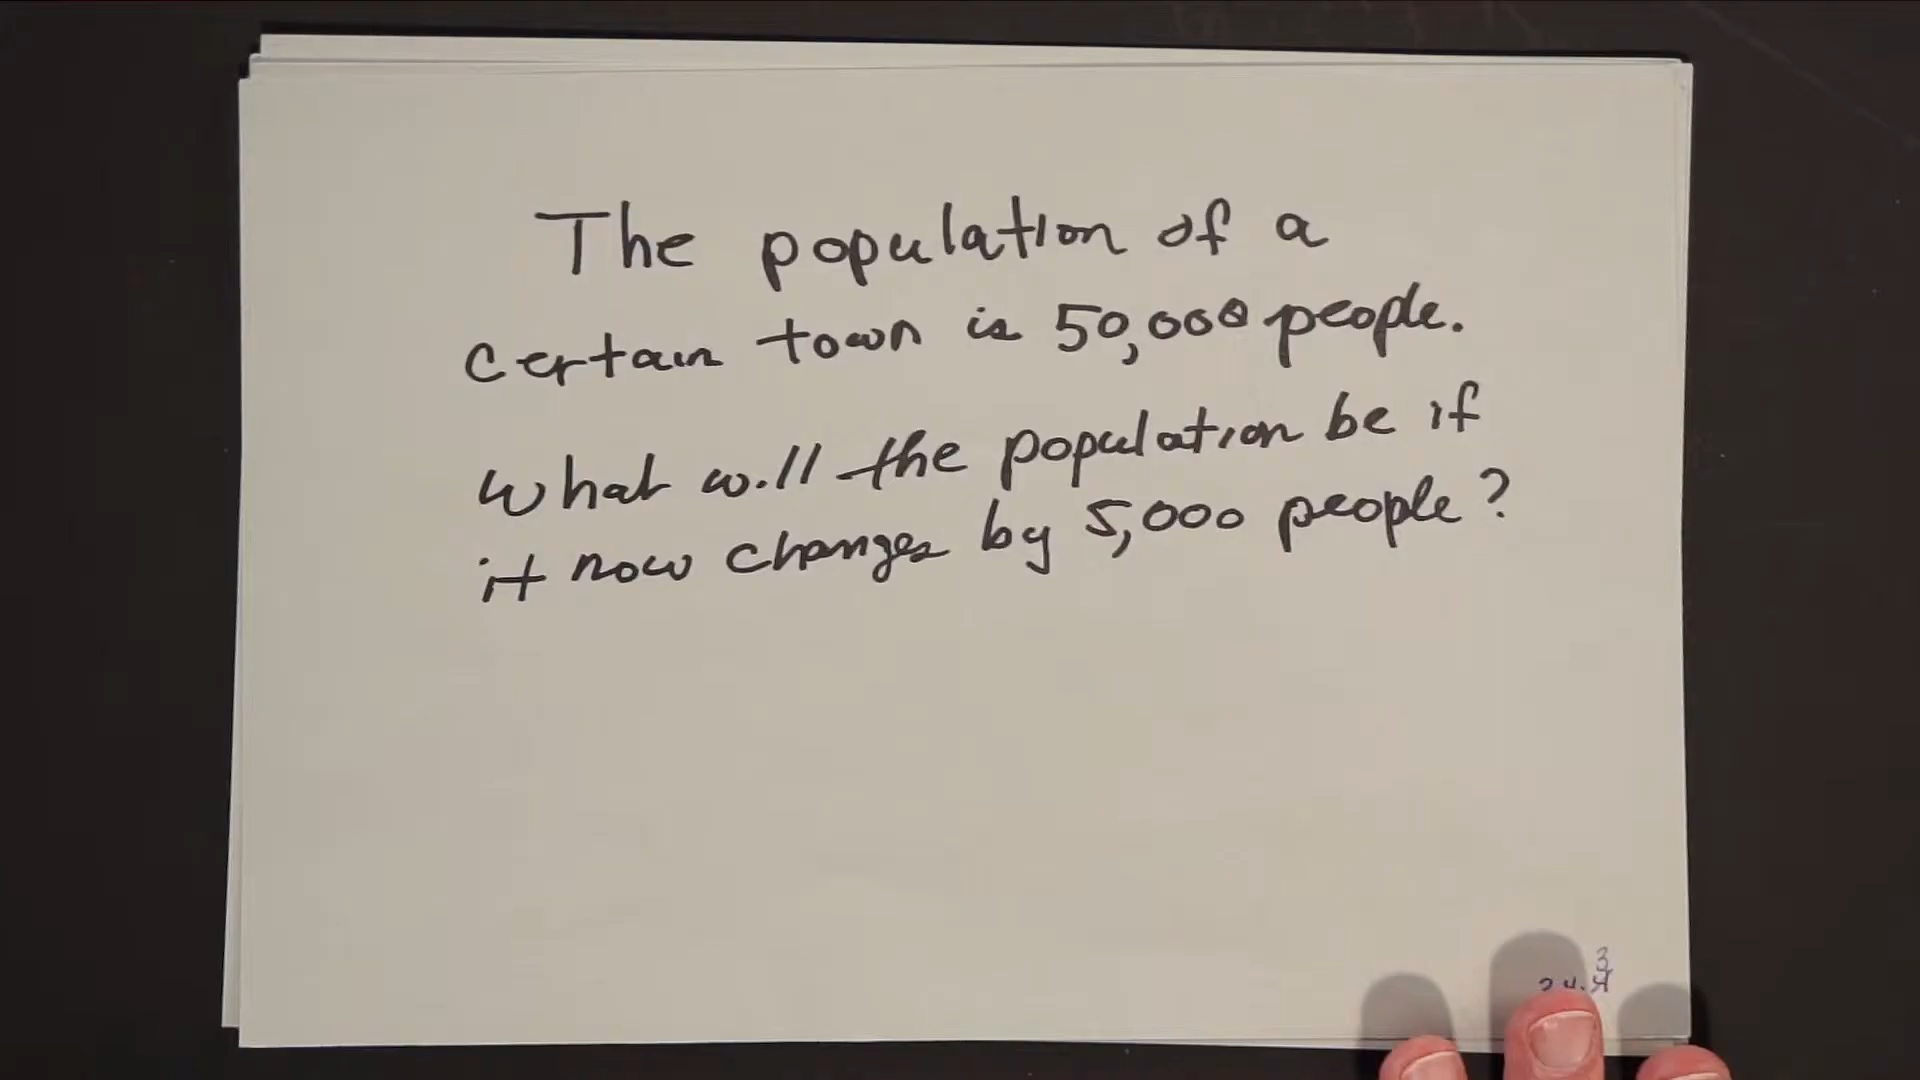 The population of a
certain town is 50,000 people.
What will the population be if
it now changes by 5,000 people?